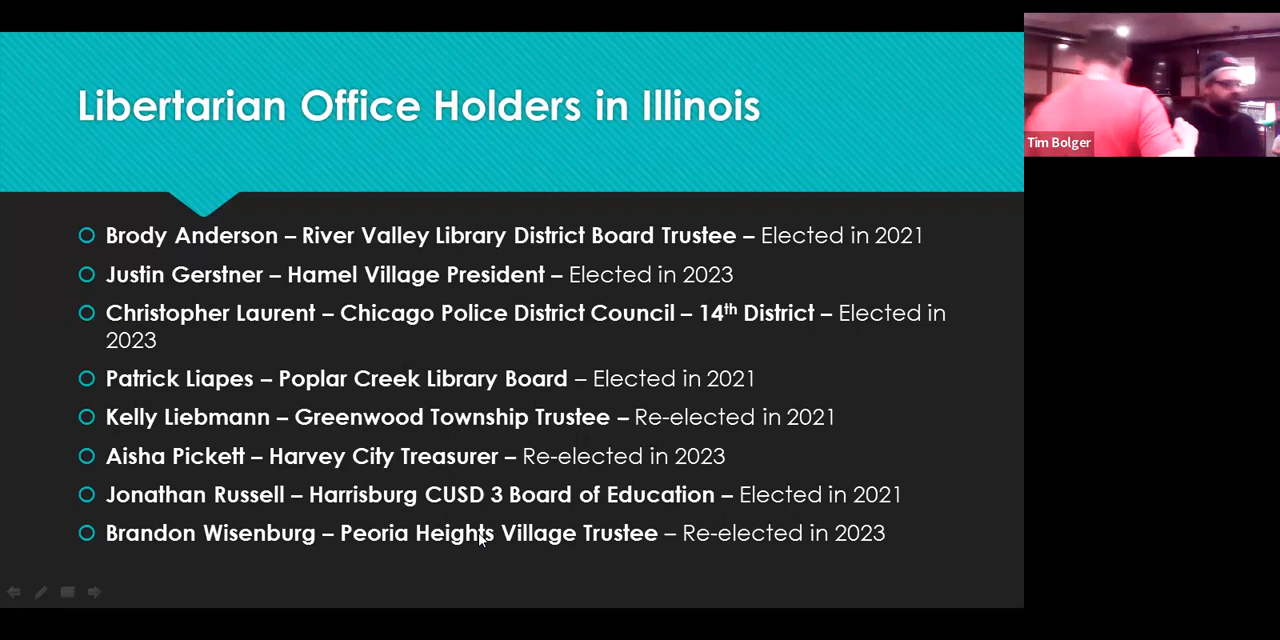 Libertarian Office Holders in Illinois
Tim Bolger
Brody Anderson – River Valley Library District Board Trustee – Elected in 2021
Justin Gerstner – Hamel Village President – Elected in 2023
Christopher Laurent – Chicago Police District Council – 14th District – Elected in
2023
Patrick Liapes – Poplar Creek Library Board – Elected in 2021
Kelly Liebmann – Greenwood Township Trustee – Re-elected in 2021
Aisha Pickett – Harvey City Treasurer – Re-elected in 2023
Jonathan Russell – Harrisburg CUSD 3 Board of Education – Elected in 2021
Brandon Wisenburg – Peoria Heights Village Trustee – Re-elected in 2023